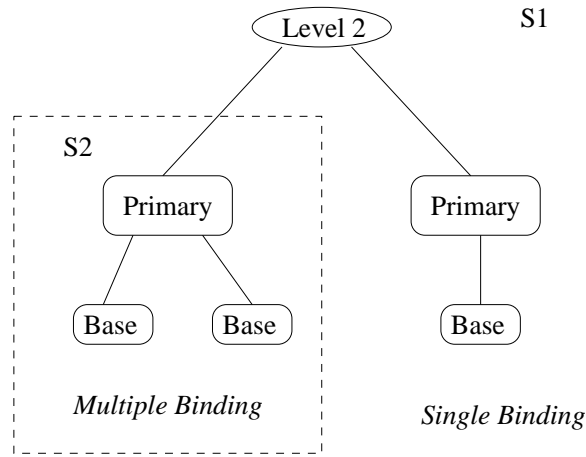 Level 2
S1
S2
Primary
Primary
Base
Base
Base
Multiple Binding
Single Binding